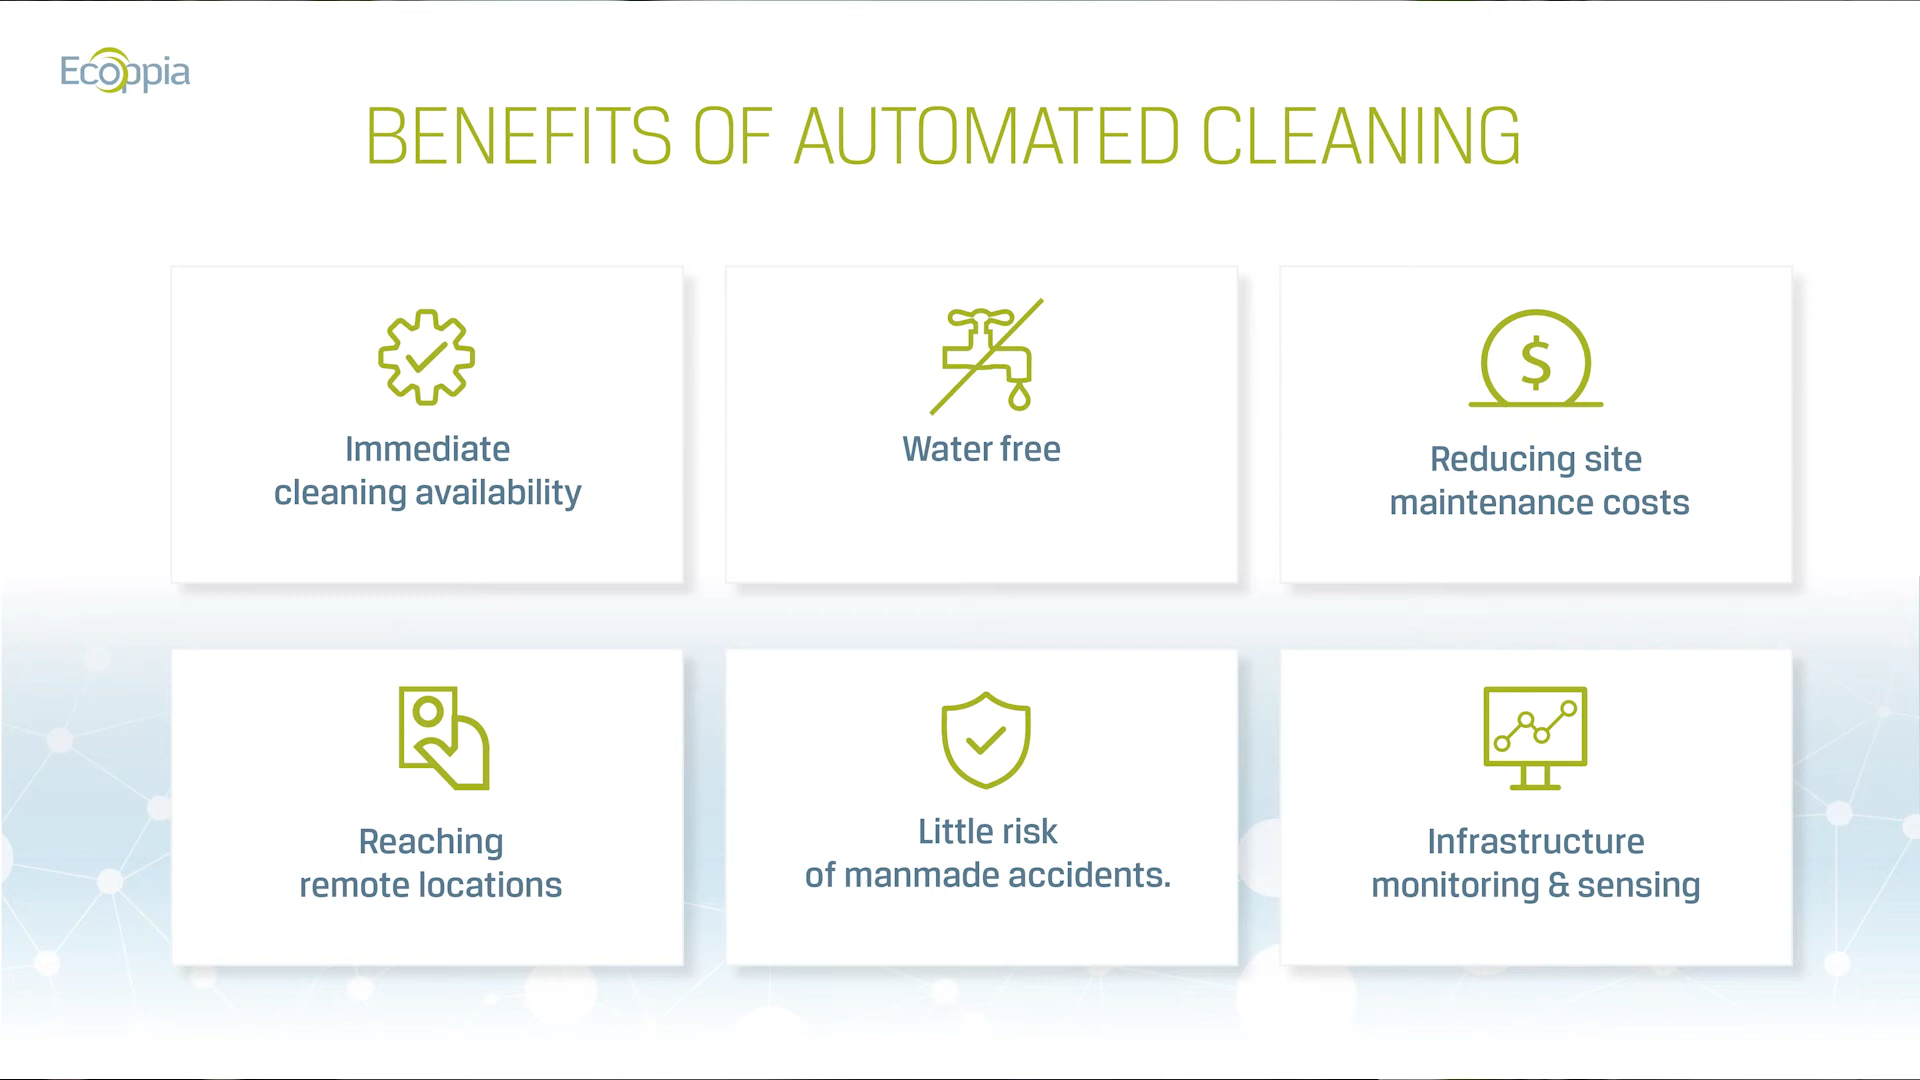 Ecoppia
BENEFITS OF AUTOMATED CLEANING
Immediate
cleaning availability
Water free
$
Reducing site
maintenance costs
Reaching
remote locations
Little risk
of manmade accidents.
Infrastructure
monitoring & sensing